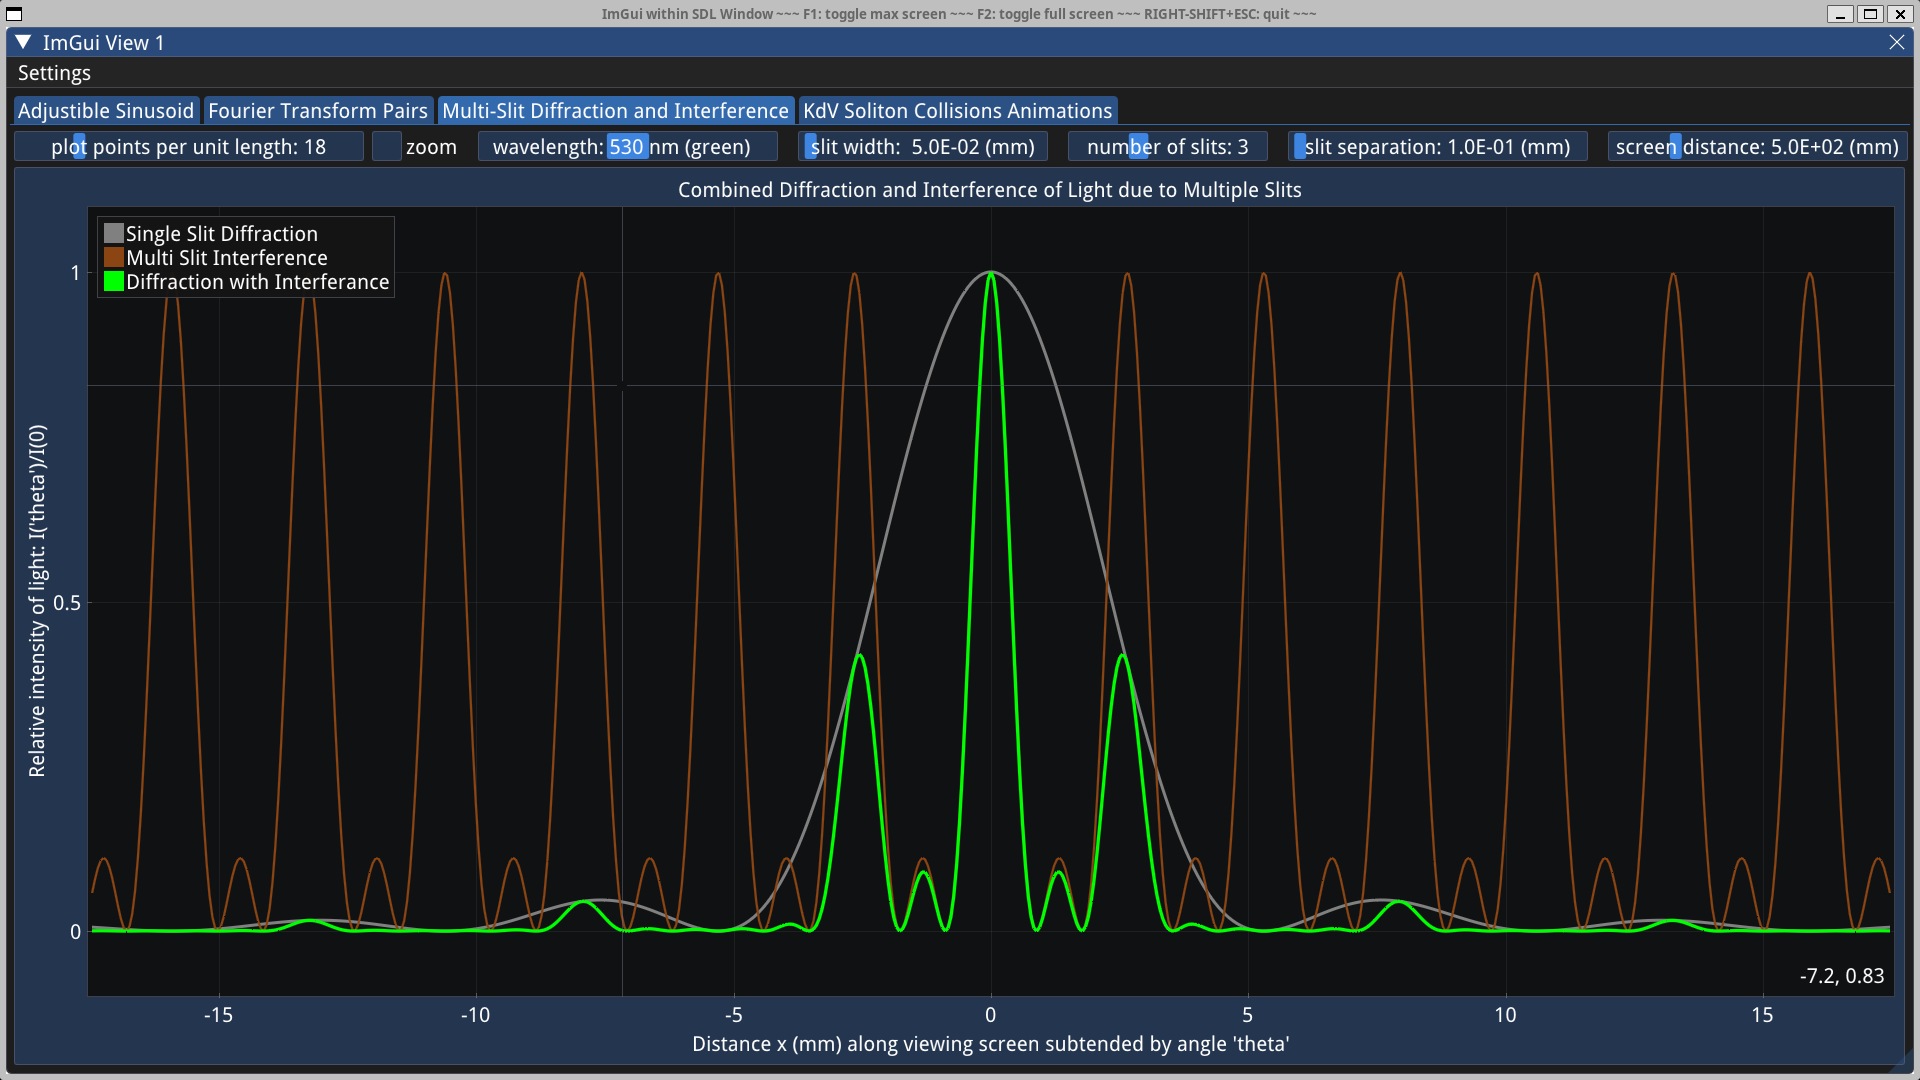 ImGui within SDL Window ~~~ F1: toggle max screen ~~~ F2: toggle full screen ~~~ RIGHT-SHIFT+ESC: quit ~~~
ImGui View 1
Settings
Adjustible Sinusoid Fourier Transform Pairs Multi-Slit Diffraction and Interference KdV Soliton Collisions Animations
plot points per unit length: 18 zoom wavelength: 530 nm (green) slit width: 5.0E-02 (mm) number of slits: 3 slit separation: 1.0E-01 (mm) screen distance: 5.0E+02 (mm)
Combined Diffraction and Interference of Light due to Multiple Slits
Single Slit Diffraction
Multi Slit Interference
Diffraction with Interferance
Relative intensity of light: I('theta')/I(0)
1
0.5
0
-7.2, 0.83
-15 -10 -5 0 5 10 15
Distance x (mm) along viewing screen subtended by angle 'theta'